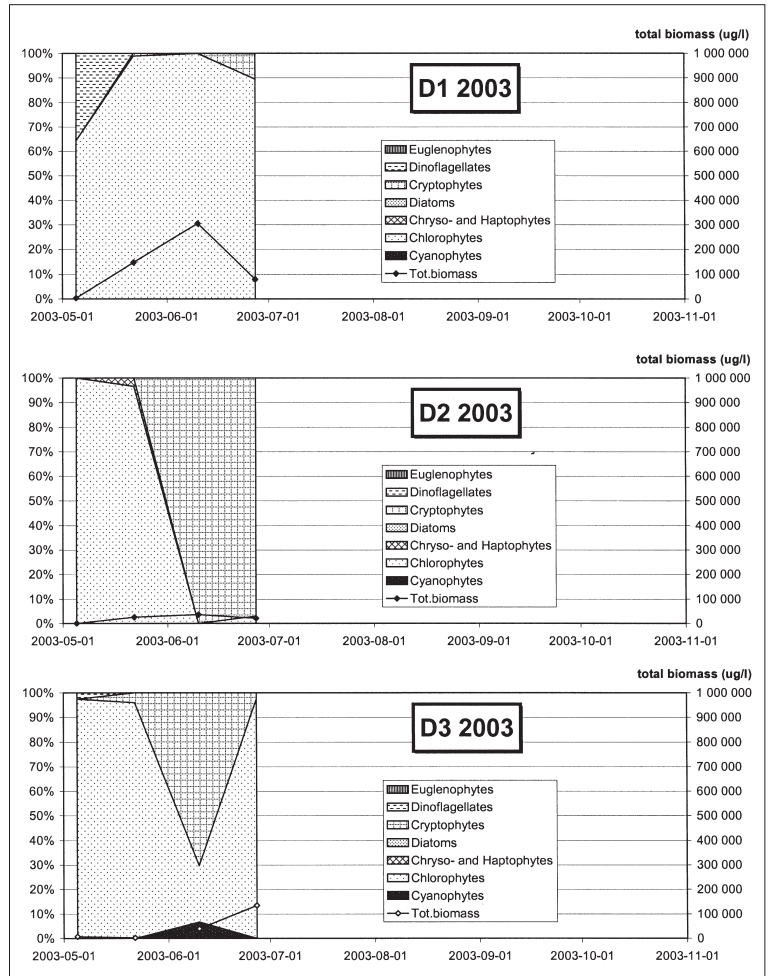 total biomass (ug/l)
100%
90%
80%
70%
60%
50%
40%
30%
20%
10%
0%
D1 2003
Euglenophytes
Dinoflagellates
Cryptophytes
Diatoms
Chryso- and Haptophytes
Chlorophytes
Cyanophytes
Tot.biomass
1 000 000
900 000
800 000
700 000
600 000
500 000
400 000
300 000
200 000
100 000
0
2003-05-01 2003-06-01 2003-07-01 2003-08-01 2003-09-01 2003-10-01 2003-11-01
total biomass (ug/l)
100%
90%
80%
70%
60%
50%
40%
30%
20%
10%
0%
D2 2003
Euglenophytes
Dinoflagellates
Cryptophytes
Diatoms
Chryso- and Haptophytes
Chlorophytes
Cyanophytes
Tot.biomass
1 000 000
900 000
800 000
700 000
600 000
500 000
400 000
300 000
200 000
100 000
0
2003-05-01 2003-06-01 2003-07-01 2003-08-01 2003-09-01 2003-10-01 2003-11-01
total biomass (ug/l)
100%
90%
80%
70%
60%
50%
40%
30%
20%
10%
0%
D3 2003
Euglenophytes
Dinoflagellates
Cryptophytes
Diatoms
Chryso- and Haptophytes
Chlorophytes
Cyanophytes
Tot.biomass
1 000 000
900 000
800 000
700 000
600 000
500 000
400 000
300 000
200 000
100 000
0
2003-05-01 2003-06-01 2003-07-01 2003-08-01 2003-09-01 2003-10-01 2003-11-01